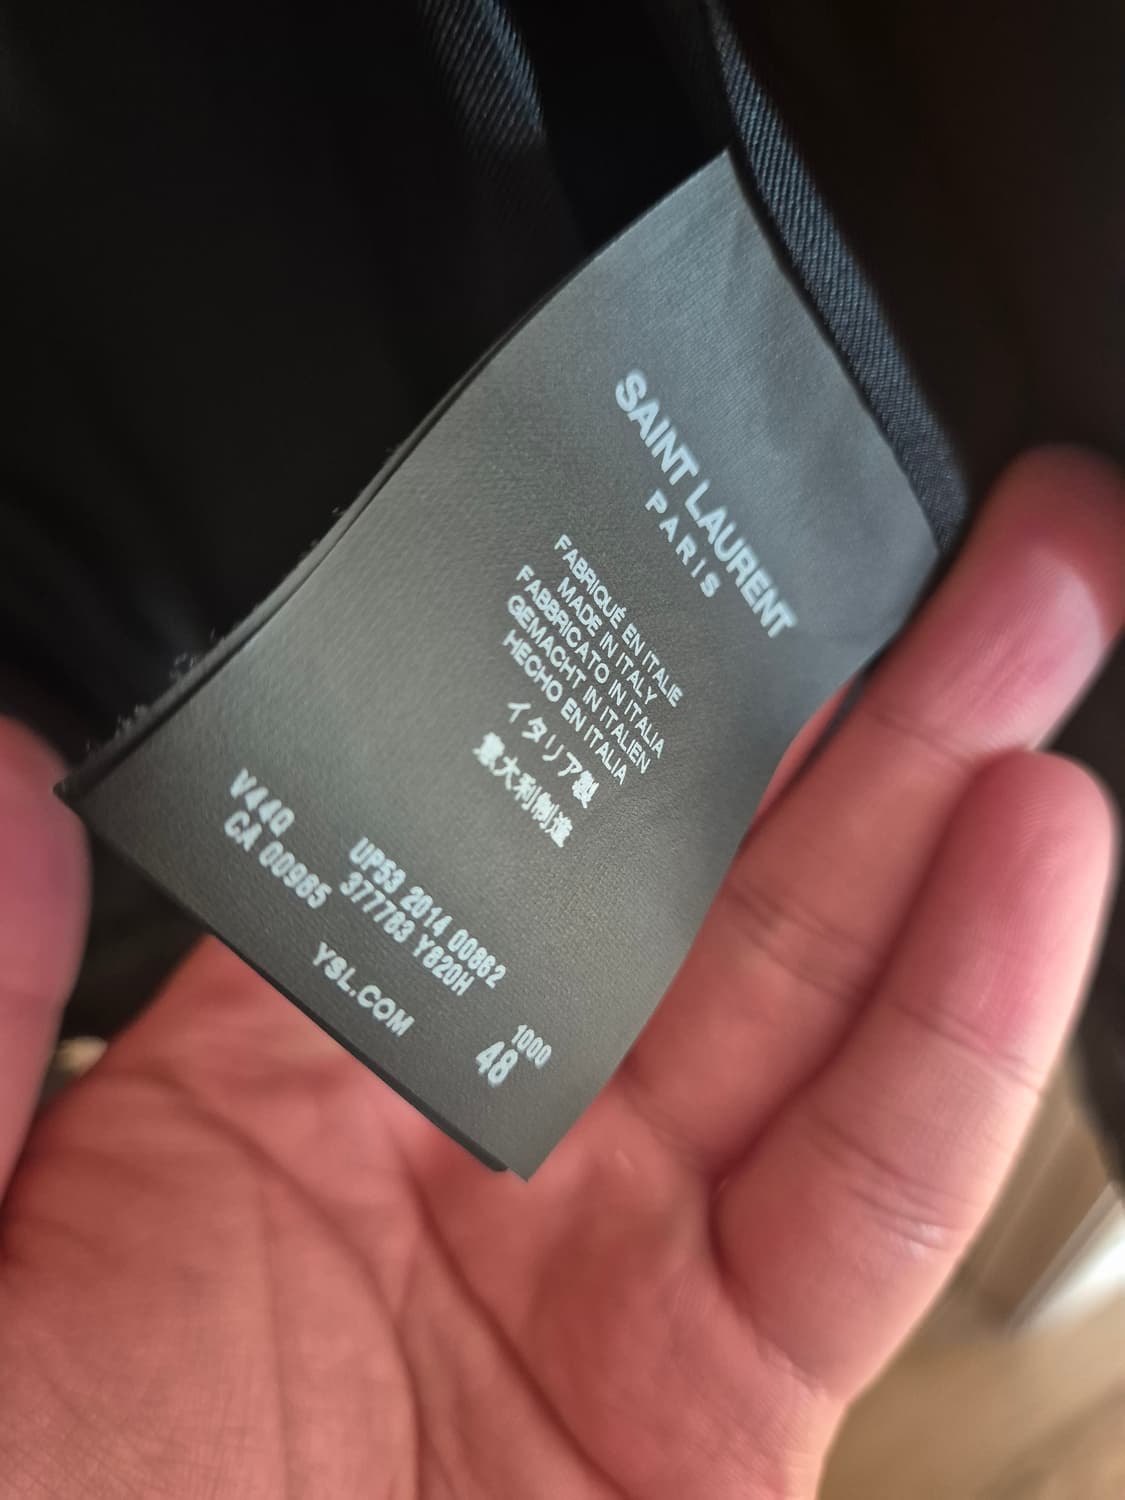 SAINT LAURENT
PARIS
FABRIQUÉ EN ITALIE
MADE IN ITALY
FABBRICATO IN ITALIA
GEMACHT IN ITALIEN
HECHO EN ITALIA
イタリア製
意大利制造
V44Q UP53 2014 00862
CA 00985 377783 Y820H 1000
YSL.COM 48